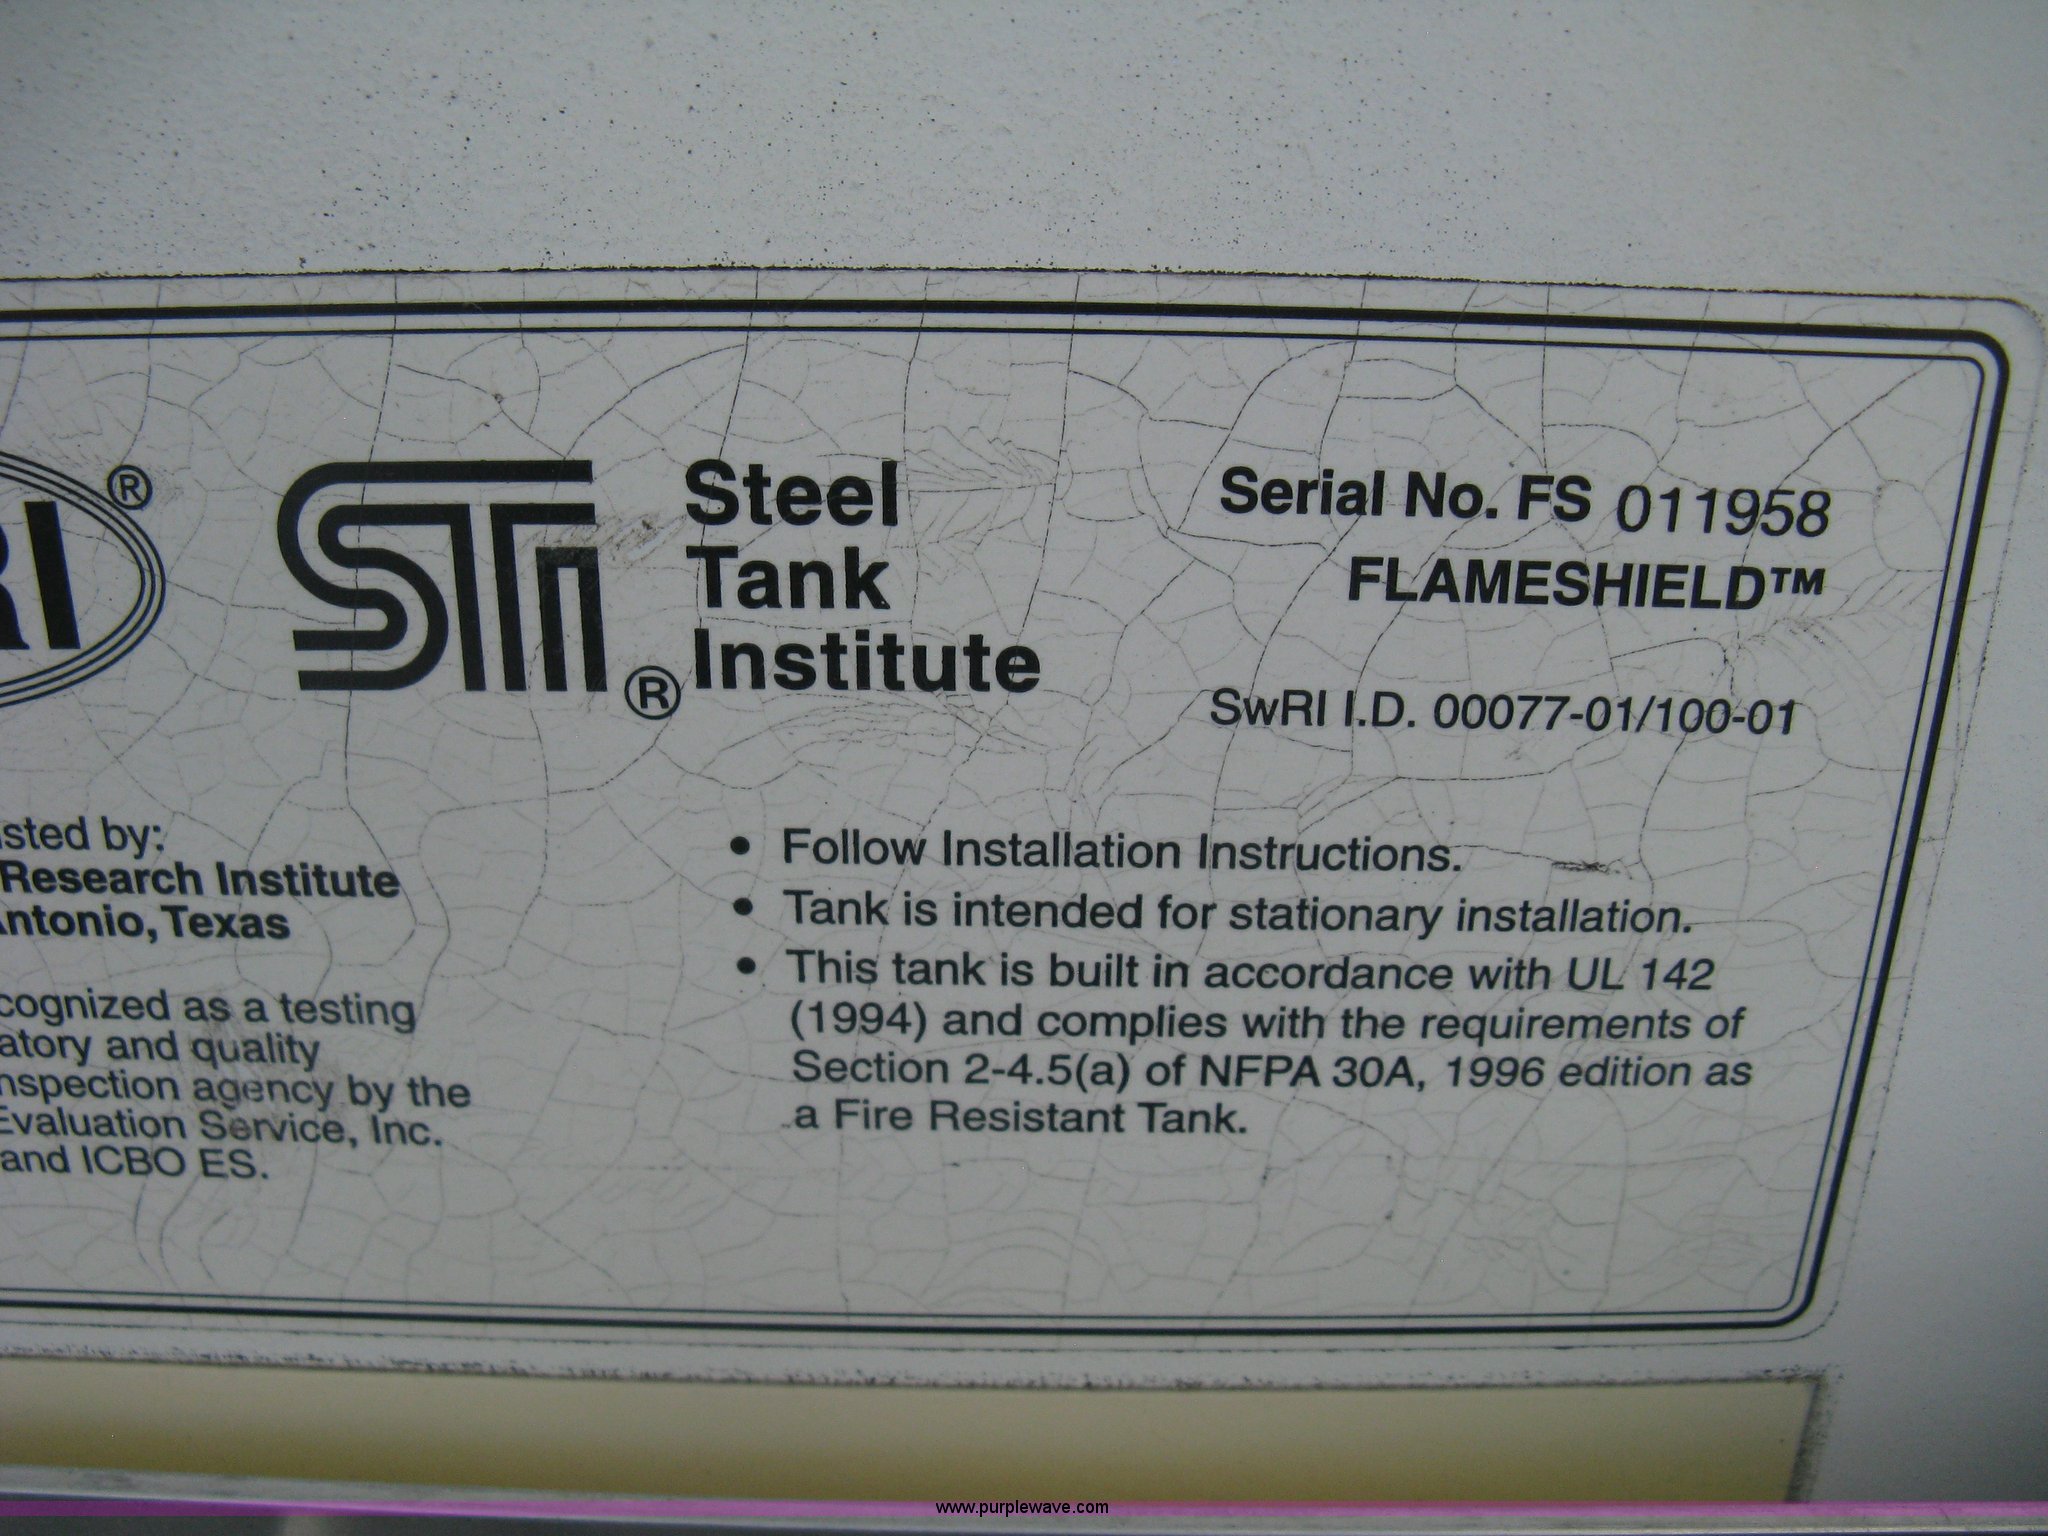 RI®
STI®
Steel
Tank
Institute
Serial No. FS 011958
FLAMESHIELD™
SwRI I.D. 00077-01/100-01
isted by:
Research Institute
Antonio, Texas
cognized as a testing
atory and quality
nspection agency by the
Evaluation Service, Inc.
and ICBO ES.
• Follow Installation Instructions.
• Tank is intended for stationary installation.
• This tank is built in accordance with UL 142
(1994) and complies with the requirements of
Section 2-4.5(a) of NFPA 30A, 1996 edition as
a Fire Resistant Tank.
www.purplewave.com